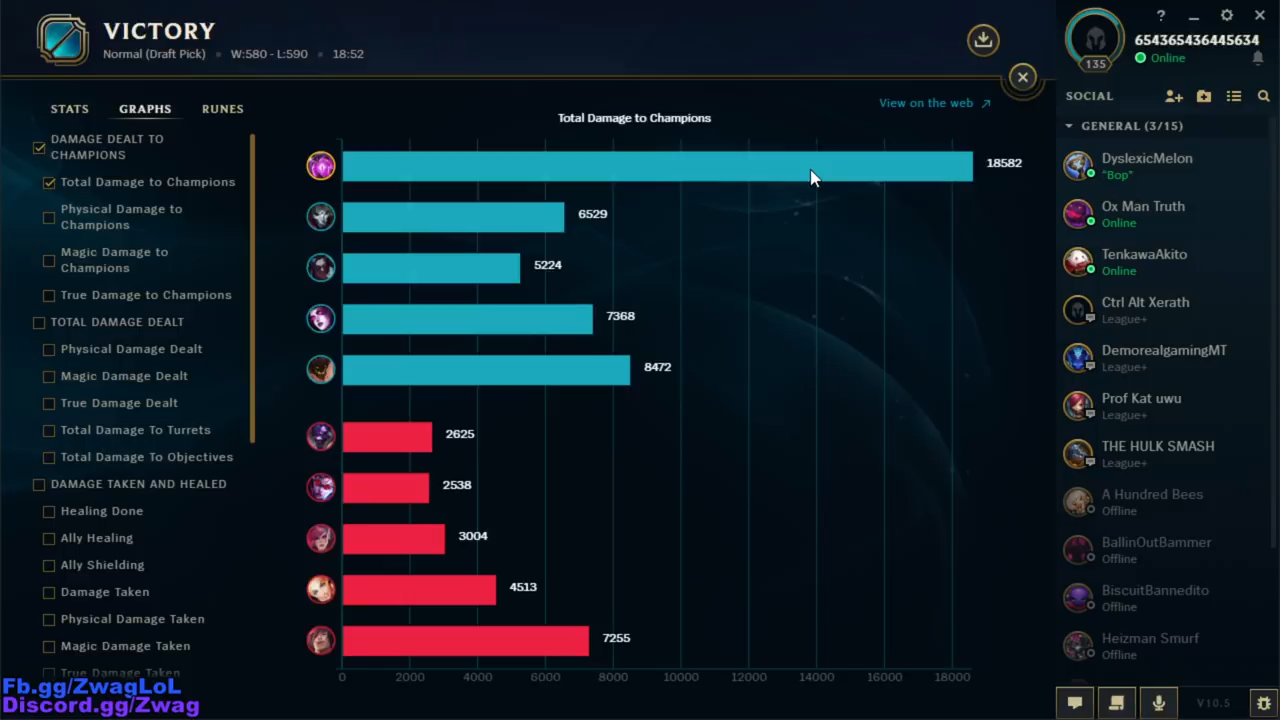 VICTORY
Normal (Draft Pick) • W:580 - L:590 • 18:52
STATS GRAPHS RUNES
View on the web
DAMAGE DEALT TO
CHAMPIONS
Total Damage to Champions
Physical Damage to
Champions
Magic Damage to
Champions
True Damage to Champions
TOTAL DAMAGE DEALT
Physical Damage Dealt
Magic Damage Dealt
True Damage Dealt
Total Damage To Turrets
Total Damage To Objectives
DAMAGE TAKEN AND HEALED
Healing Done
Ally Healing
Ally Shielding
Damage Taken
Physical Damage Taken
Magic Damage Taken
True Damage Taken
Fb.gg/ZwagLoL
Discord.gg/Zwag
Total Damage to Champions
18582
6529
5224
7368
8472
2625
2538
3004
4513
7255
0 2000 4000 6000 8000 10000 12000 14000 16000 18000
?
135
654365436445634
Online
SOCIAL
GENERAL (3/15)
DyslexicMelon
"Bop"
Ox Man Truth
Online
TenkawaAkito
Online
Ctrl Alt Xerath
League+
DemorealgamingMT
League+
Prof Kat uwu
League+
THE HULK SMASH
League+
A Hundred Bees
Offline
BallinOutBammer
Offline
BiscuitBannedito
Offline
Heizman Smurf
Offline
V10.5